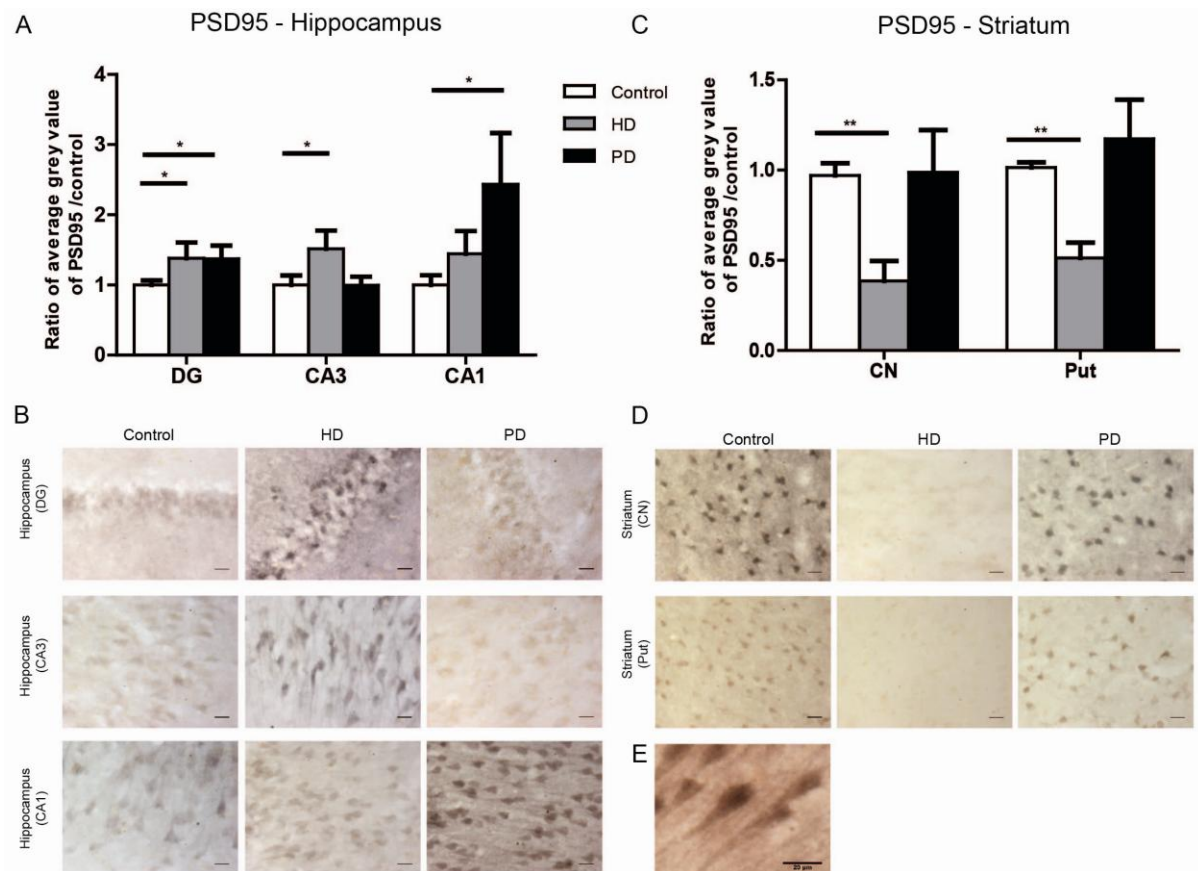 A
PSD95 - Hippocampus
Ratio of average grey value
of PSD95 /control
4
3
2
1
0
*
*
*
*
DG
CA3
CA1
Control
HD
PD
C
PSD95 - Striatum
Ratio of average grey value
of PSD95 /control
1.5
1.0
0.5
0.0
**
**
CN
Put
B
Control
HD
PD
Hippocampus
(DG)
Hippocampus
(CA3)
Hippocampus
(CA1)
D
Control
HD
PD
Striatum
(CN)
Striatum
(Put)
E
20 µm